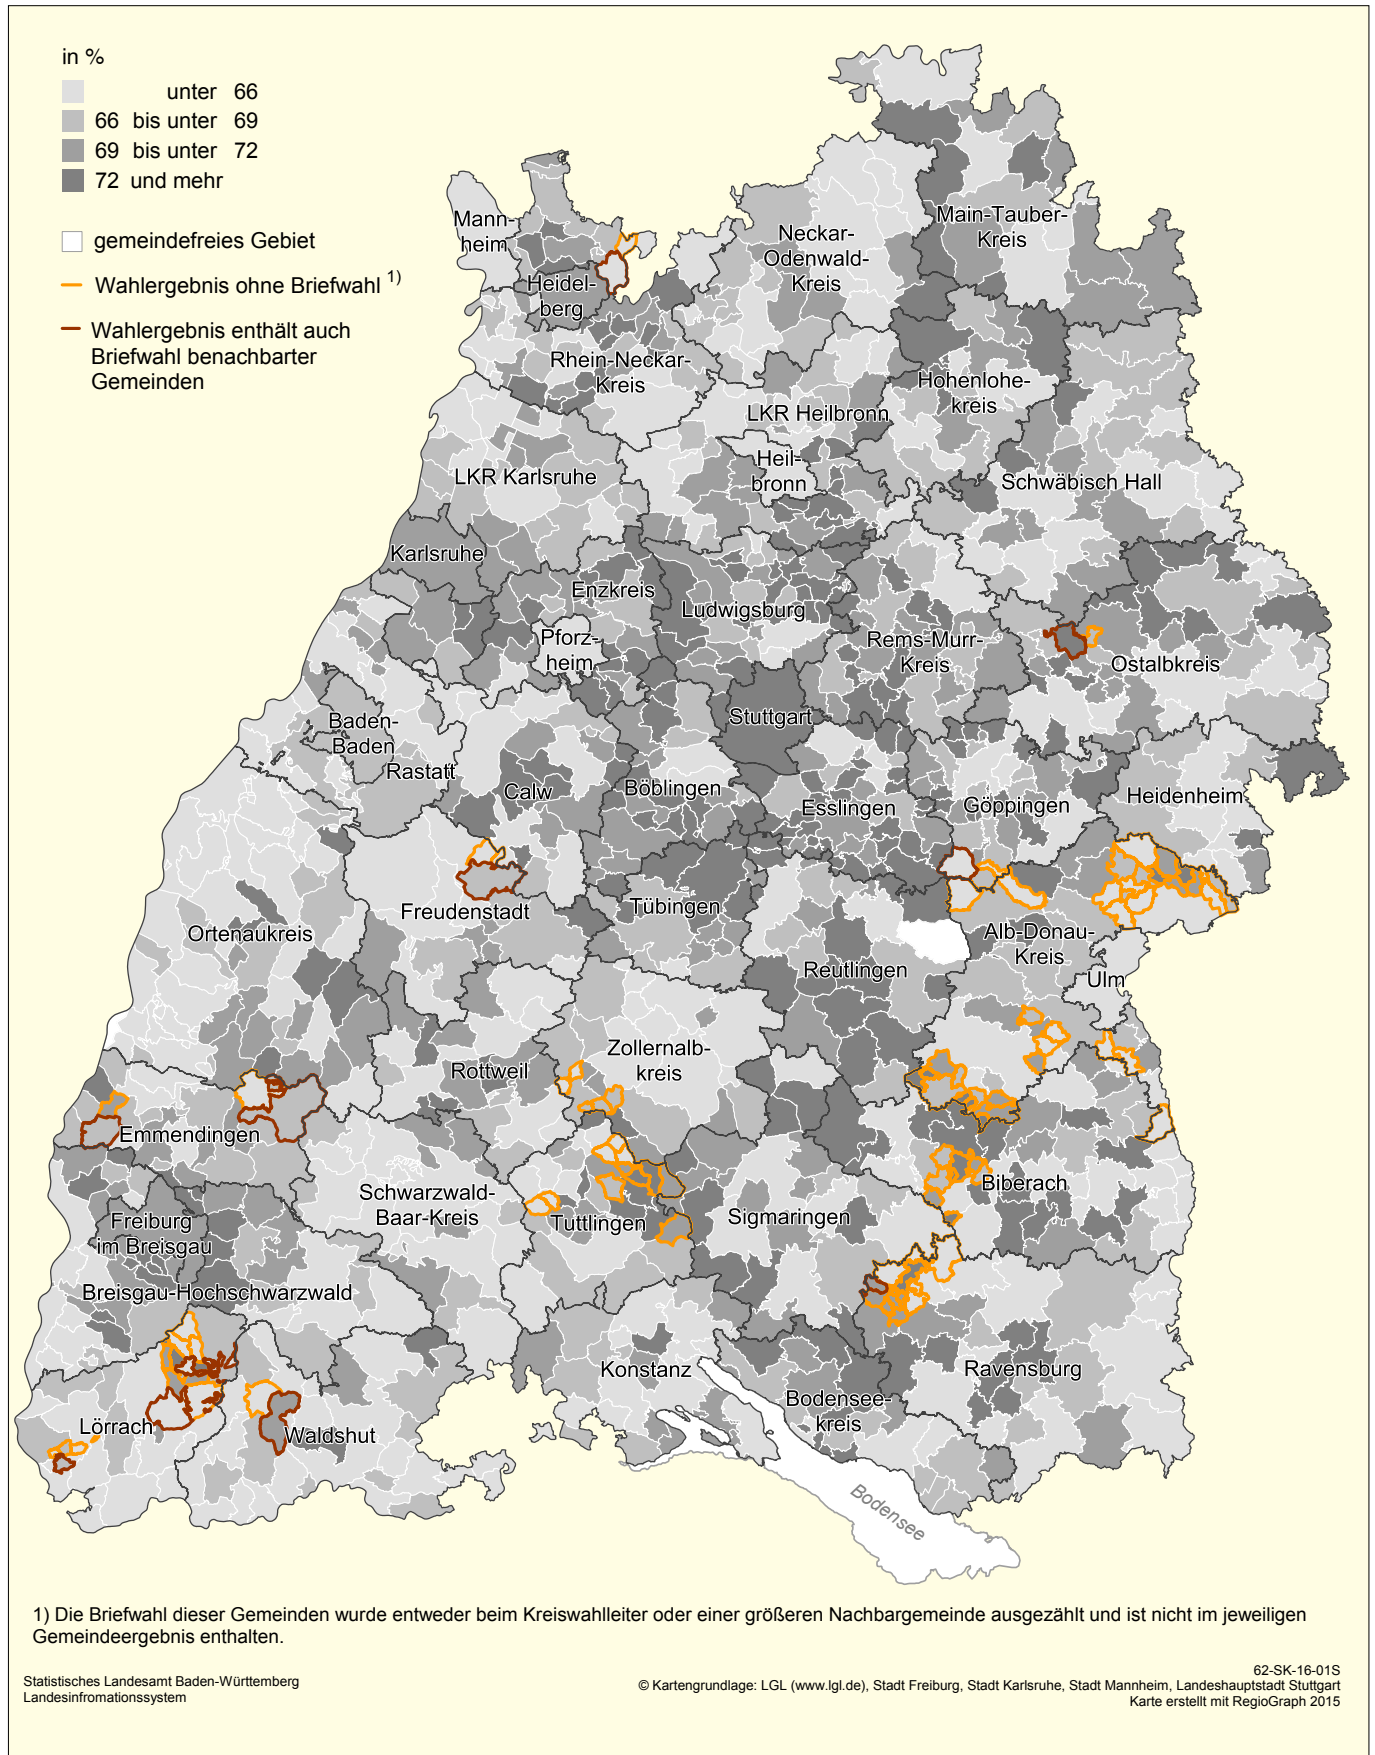 in %
unter 66
66 bis unter 69
69 bis unter 72
72 und mehr
gemeindefreies Gebiet
Wahlergebnis ohne Briefwahl 1)
Wahlergebnis enthält auch
Briefwahl benachbarter
Gemeinden
Mann-
heim
Heidel-
berg
Rhein-Neckar-
Kreis
Neckar-
Odenwald-
Kreis
Main-Tauber-
Kreis
Hohenlohe-
kreis
LKR Heilbronn
Heil-
bronn
LKR Karlsruhe
Schwäbisch Hall
Karlsruhe
Enzkreis
Ludwigsburg
Pforz-
heim
Rems-Murr-
Kreis
Ostalbkreis
Stuttgart
Baden-
Baden
Rastatt
Calw
Böblingen
Esslingen
Göppingen
Heidenheim
Freudenstadt
Tübingen
Ortenaukreis
Alb-Donau-
Kreis
Reutlingen
Ulm
Zollernalb-
kreis
Rottweil
Emmendingen
Biberach
Schwarzwald-
Baar-Kreis
Tuttlingen
Sigmaringen
Freiburg
im Breisgau
Breisgau-Hochschwarzwald
Konstanz
Ravensburg
Bodensee-
kreis
Lörrach
Waldshut
Bodensee
1) Die Briefwahl dieser Gemeinden wurde entweder beim Kreiswahlleiter oder einer größeren Nachbargemeinde ausgezählt und ist nicht im jeweiligen
Gemeindeergebnis enthalten.
Statistisches Landesamt Baden-Württemberg
Landesinfromationssystem
62-SK-16-01S
© Kartengrundlage: LGL (www.lgl.de), Stadt Freiburg, Stadt Karlsruhe, Stadt Mannheim, Landeshauptstadt Stuttgart
Karte erstellt mit RegioGraph 2015